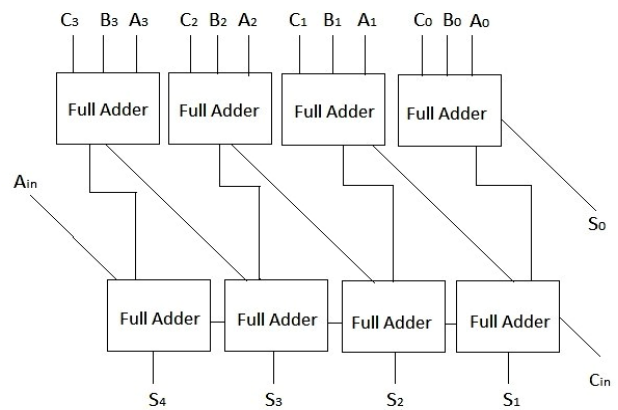 C3 B3 A3 C2 B2 A2 C1 B1 A1 C0 B0 A0
Full Adder Full Adder Full Adder Full Adder
Ain
S0
Full Adder Full Adder Full Adder Full Adder
Cin
S4 S3 S2 S1